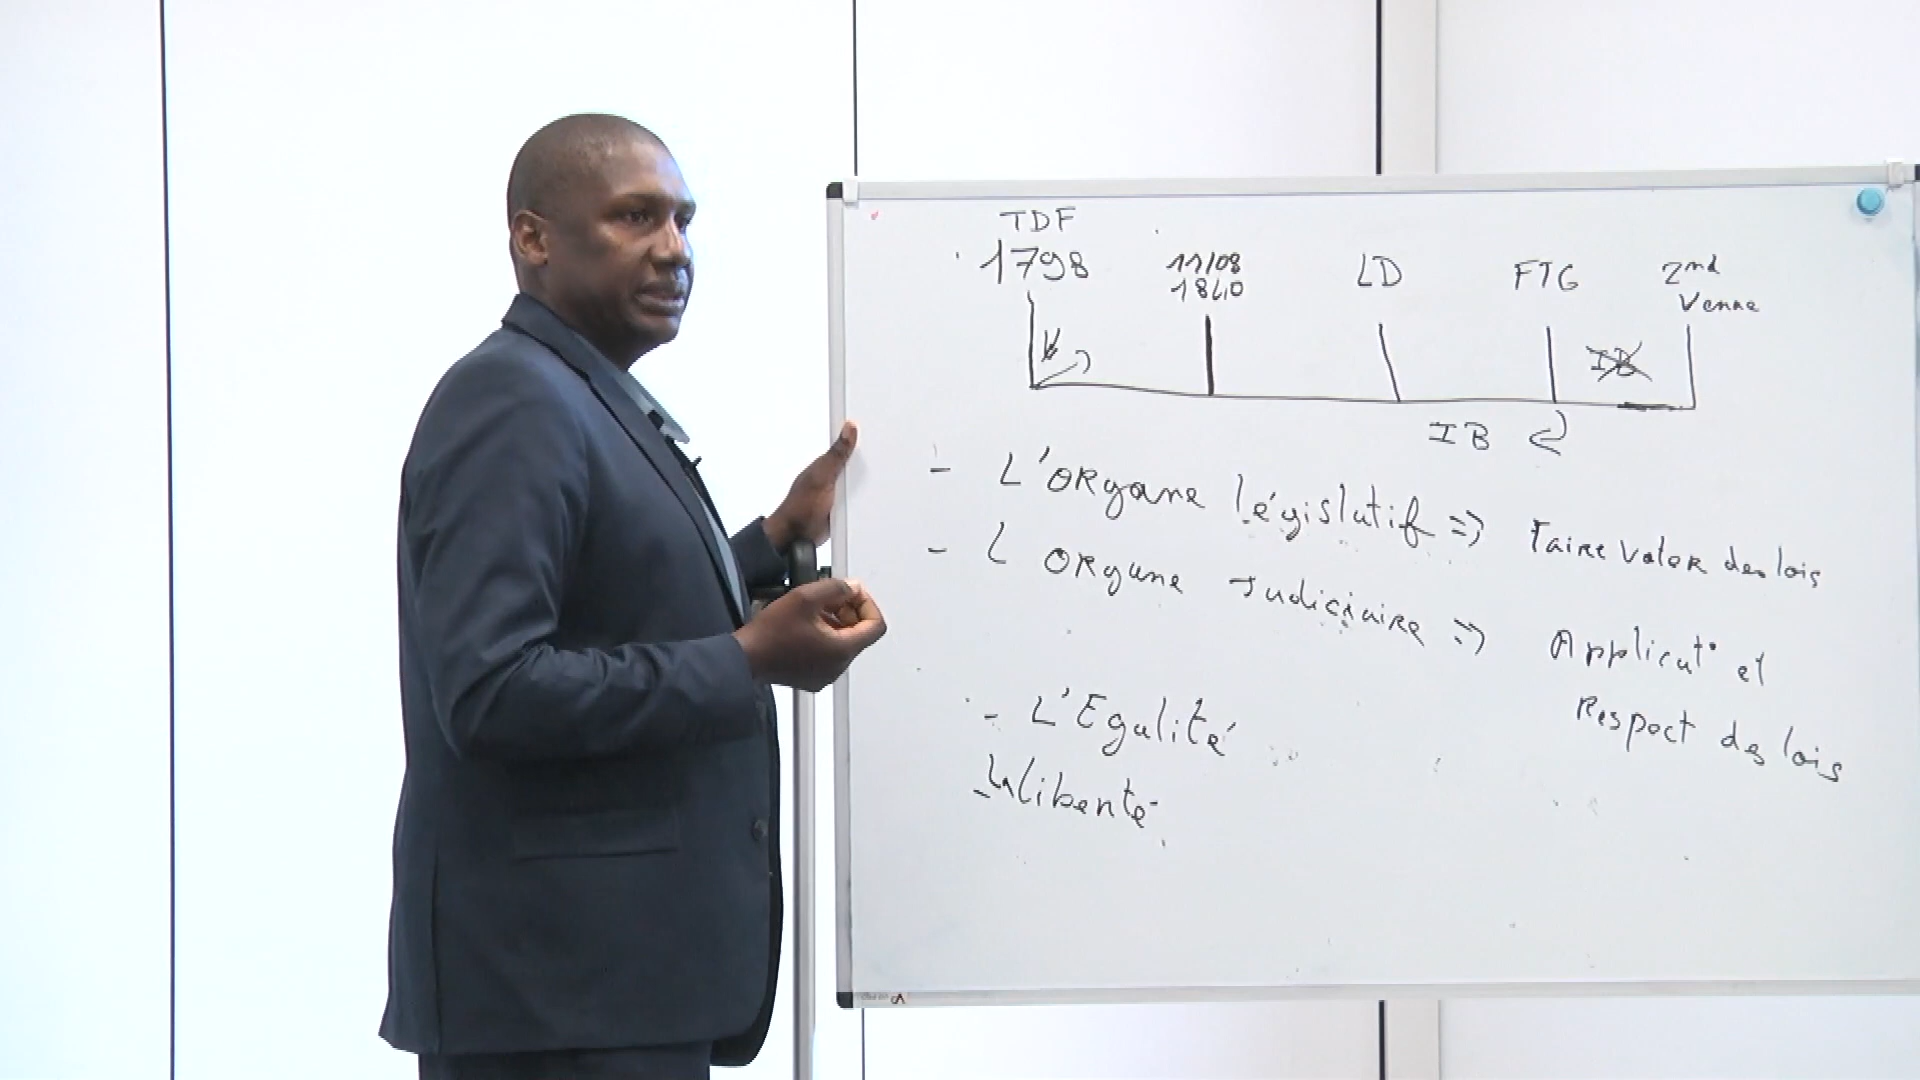 TDF
1798
11/08
1840
LD
FTG
2nd
Venue
IB
IB
- L'organe législatif => Faire valoir des lois
- L organe Judiciaire => Applicat° et
Respect des lois
- L'Egalité
- La liberté